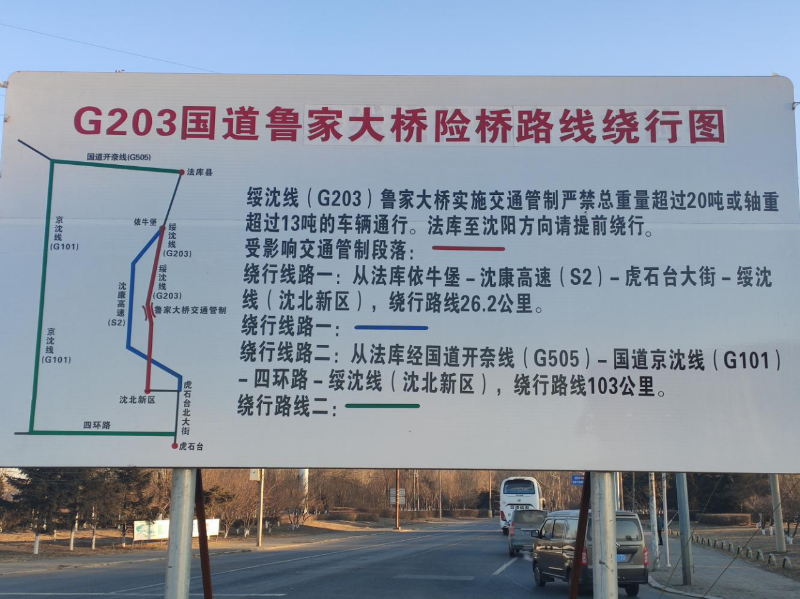 G203国道鲁家大桥险桥路线绕行图
国道开奈线(G505)
法库县
依牛堡
京沈线
(G101)
绥沈线
(G203)
沈康高速
(S2)
绥沈线
(G203)
鲁家大桥交通管制
京沈线
(G101)
沈北新区
虎石台北大街
四环路
虎石台
绥沈线（G203）鲁家大桥实施交通管制严禁总重量超过20吨或轴重
超过13吨的车辆通行。法库至沈阳方向请提前绕行。
受影响交通管制段落：
绕行线路一：从法库依牛堡－沈康高速（S2）－虎石台大街－绥沈
线（沈北新区），绕行路线26.2公里。
绕行线路一：
绕行路线二：从法库经国道开奈线（G505）－国道京沈线（G101）
－四环路－绥沈线（沈北新区），绕行路线103公里。
绕行路线二：